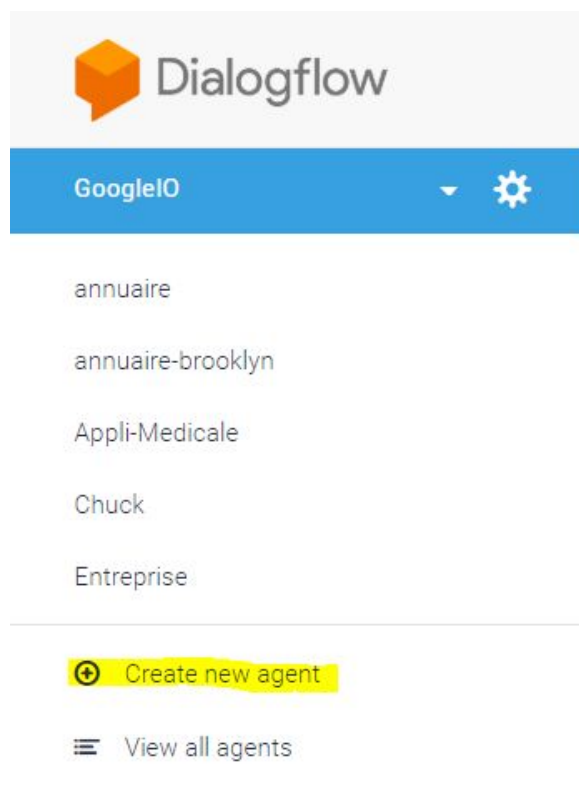 Dialogflow
GoogleIO
annuaire
annuaire-brooklyn
Appli-Medicale
Chuck
Entreprise
Create new agent
View all agents